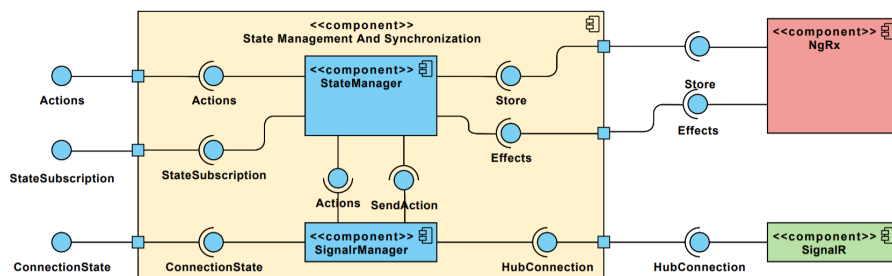 <<component>>
State Management And Synchronization
<<component>>
NgRx
<<component>>
StateManager
Actions
Actions
Store
Store
StateSubscription
StateSubscription
Effects
Effects
Actions
SendAction
<<component>>
SignalrManager
<<component>>
SignalR
ConnectionState
ConnectionState
HubConnection
HubConnection